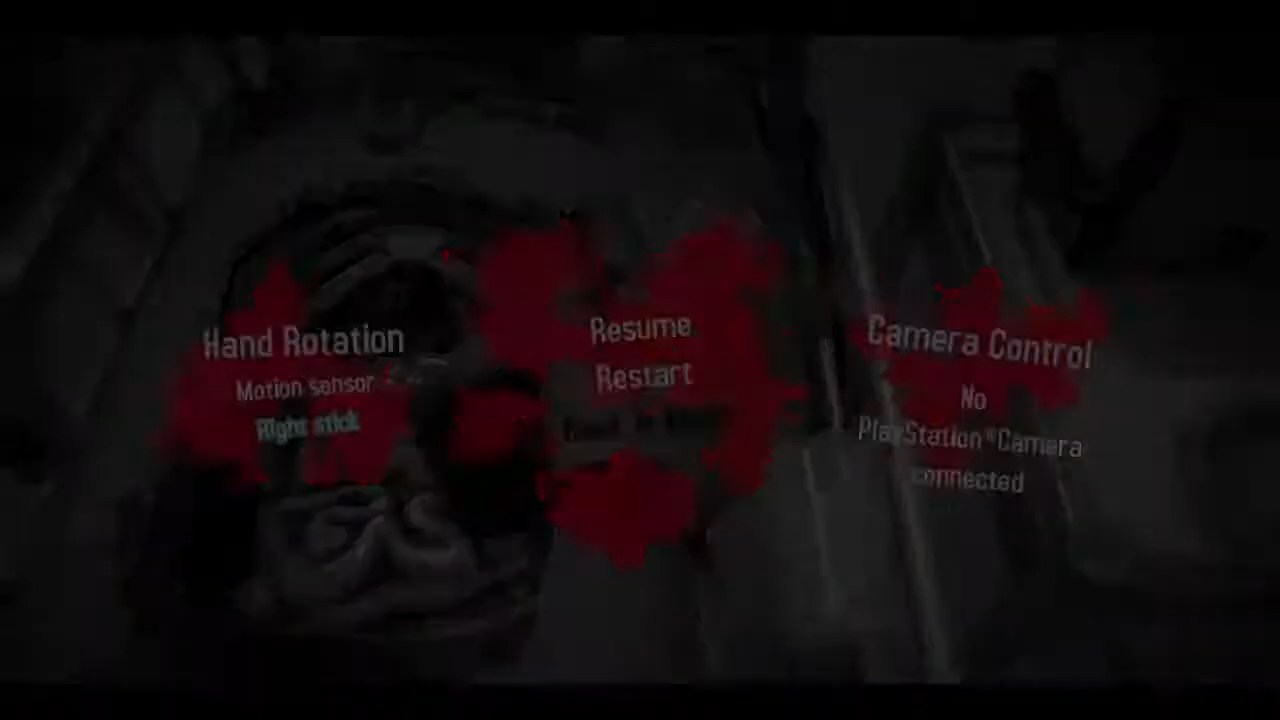 Hand Rotation
Motion sensor
Right stick
Resume
Restart
Camera Control
No
PlayStation®Camera
connected